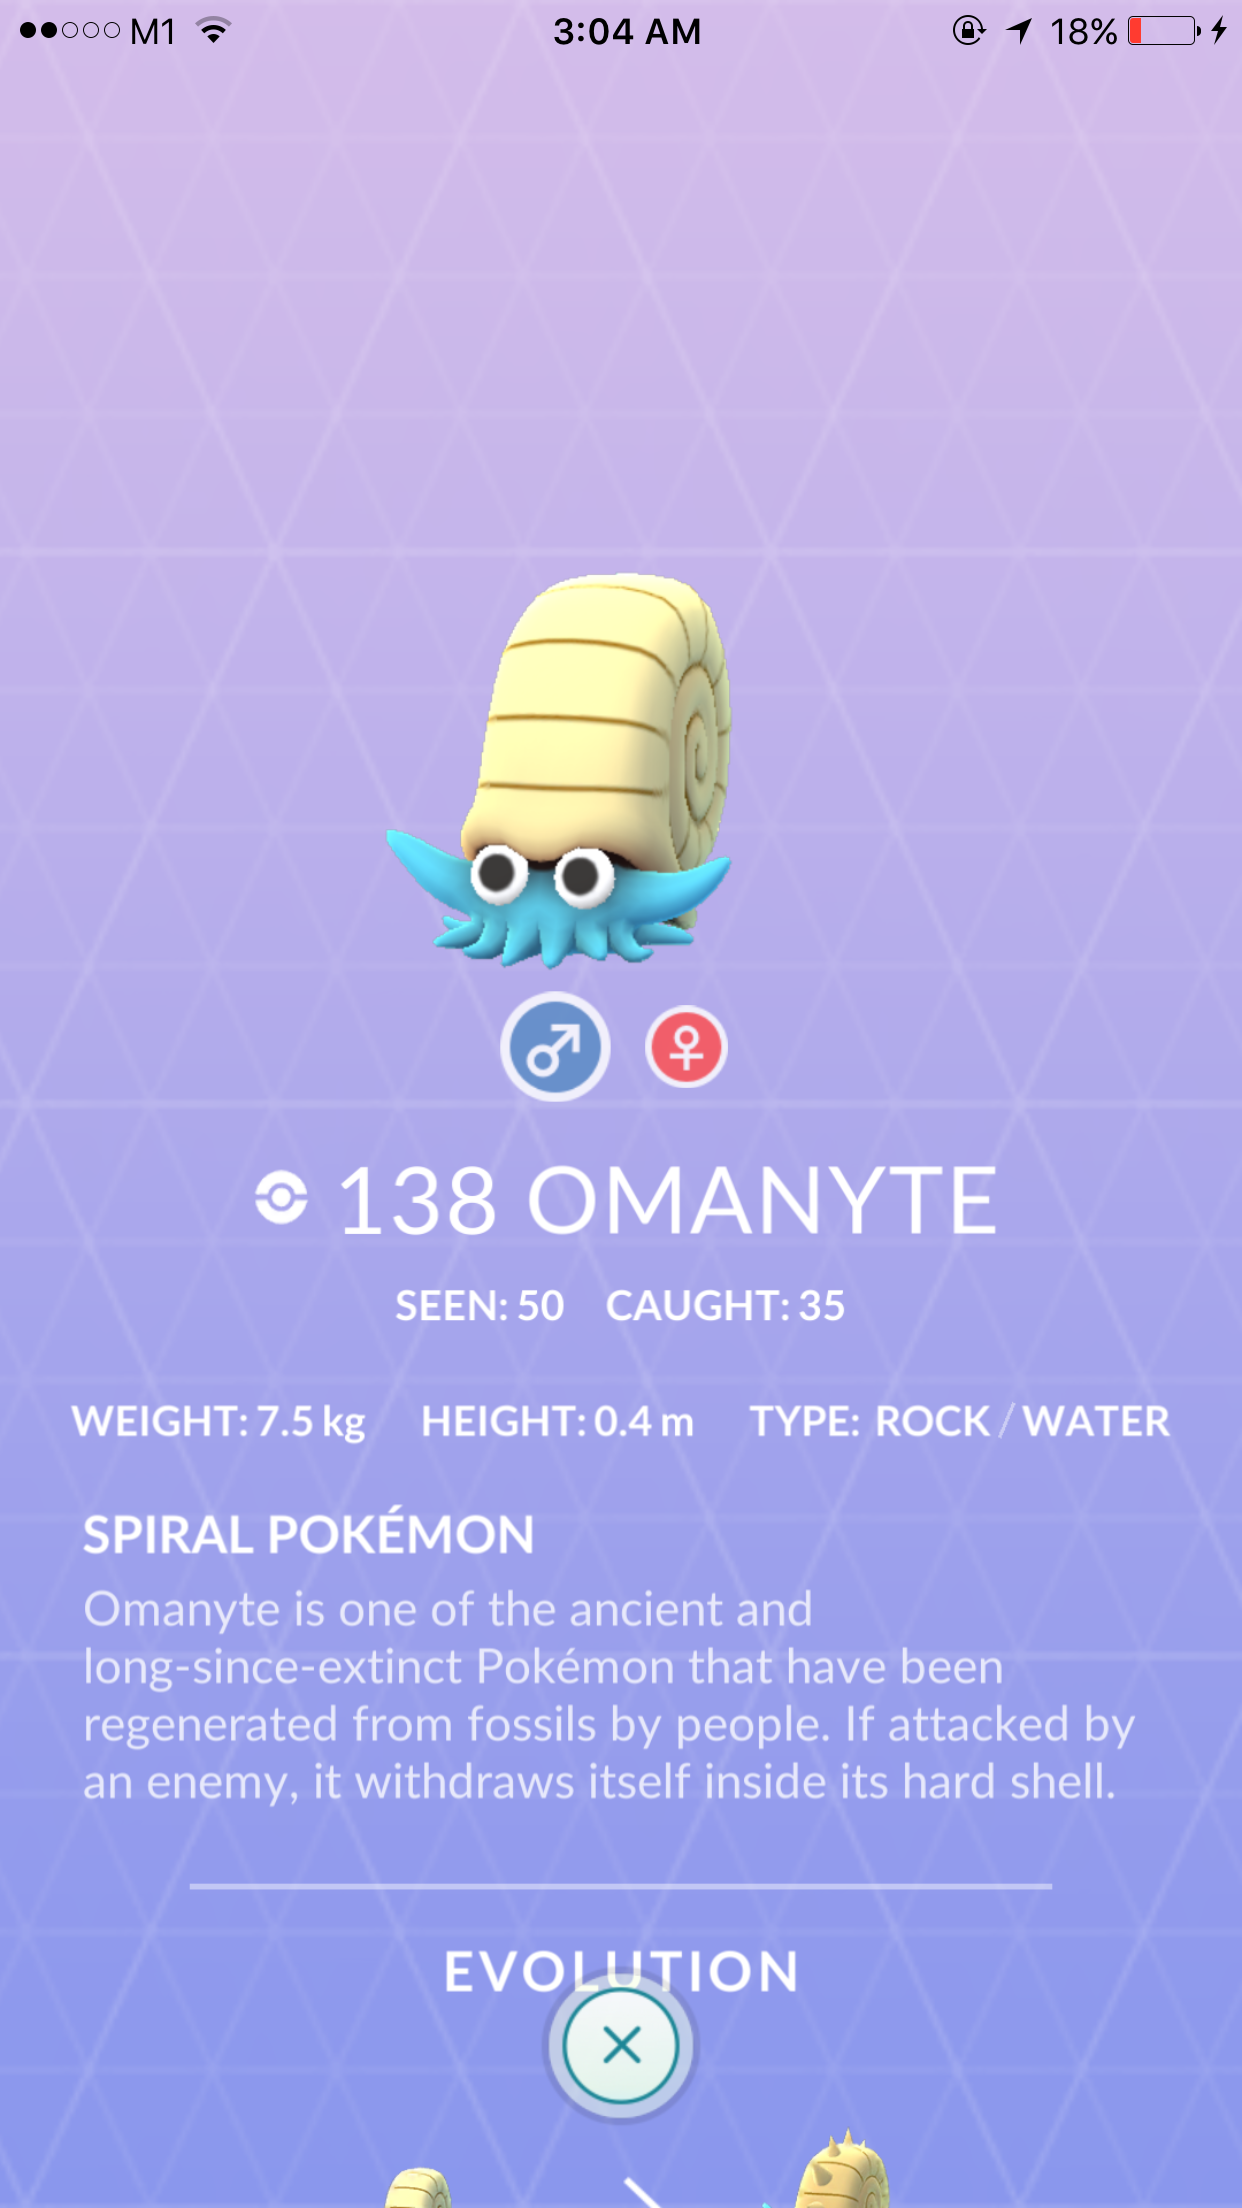 M1
3:04 AM
18%
138 OMANYTE
SEEN: 50 CAUGHT: 35
WEIGHT: 7.5 kg HEIGHT: 0.4 m TYPE: ROCK / WATER
SPIRAL POKÉMON
Omanyte is one of the ancient and
long-since-extinct Pokémon that have been
regenerated from fossils by people. If attacked by
an enemy, it withdraws itself inside its hard shell.
EVOLUTION